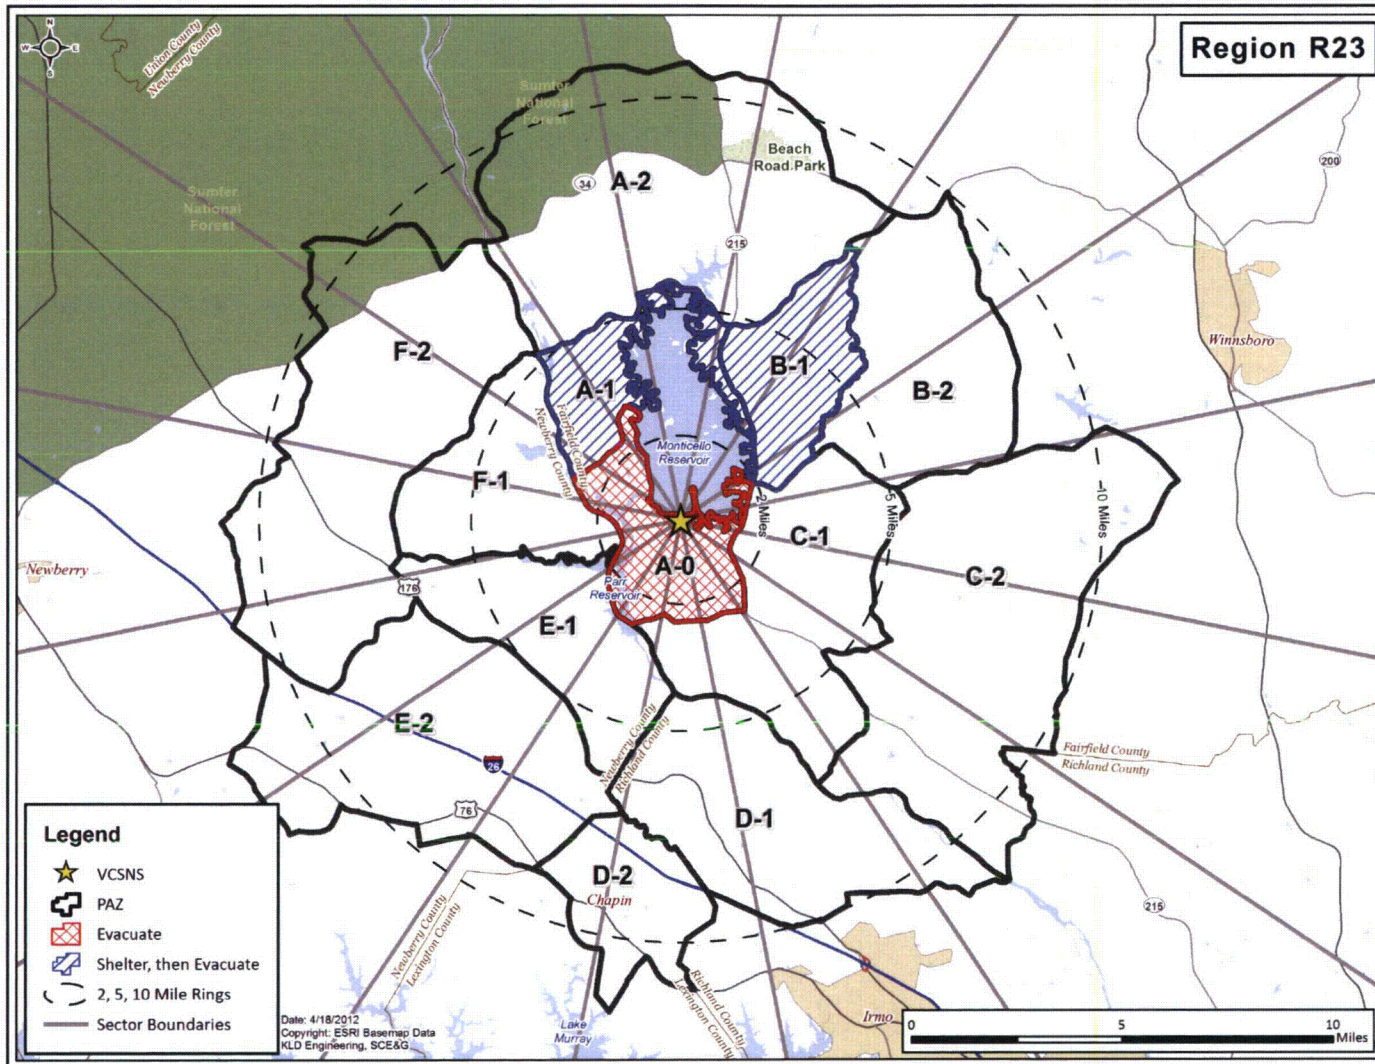 Region R23
N
W
E
S
Union County
Newberry County
Sumter
National
Forest
Beach
Road Park
200
34
A-2
Sumter
National
Forest
215
Winnsboro
F-2
B-1
A-1
B-2
Fairfield County
Newberry County
Monticello
Reservoir
F-1
2 Miles
5 Miles
10 Miles
C-1
Newberry
A-0
C-2
176
Parr
Reservoir
E-1
E-2
Newberry County
Richland County
Fairfield County
Richland County
26
76
D-1
D-2
Chapin
215
Newberry County
Lexington County
Richland County
Lexington County
Irmo
Lake
Murray
Legend
VCSNS
PAZ
Evacuate
Shelter, then Evacuate
2, 5, 10 Mile Rings
Sector Boundaries
Date: 4/18/2012
Copyright: ESRI Basemap Data
KLD Engineering, SCE&G
0 5 10
Miles